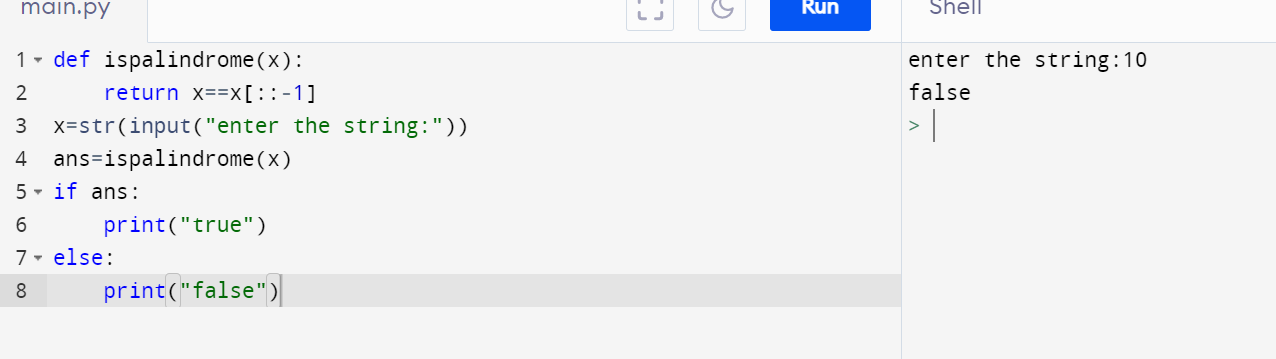 main.py
Run
Shell
1 def ispalindrome(x):
2     return x==x[::-1]
3 x=str(input("enter the string:"))
4 ans=ispalindrome(x)
5 if ans:
6     print("true")
7 else:
8     print("false")
enter the string:10
false
>